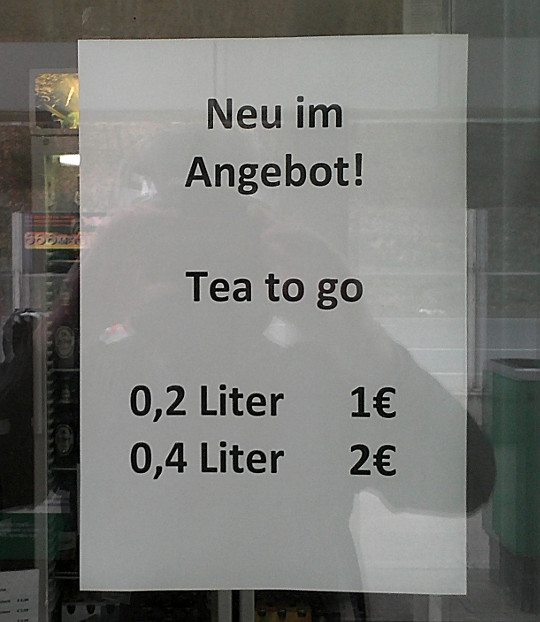 Neu im
Angebot!
Tea to go
0,2 Liter 1€
0,4 Liter 2€